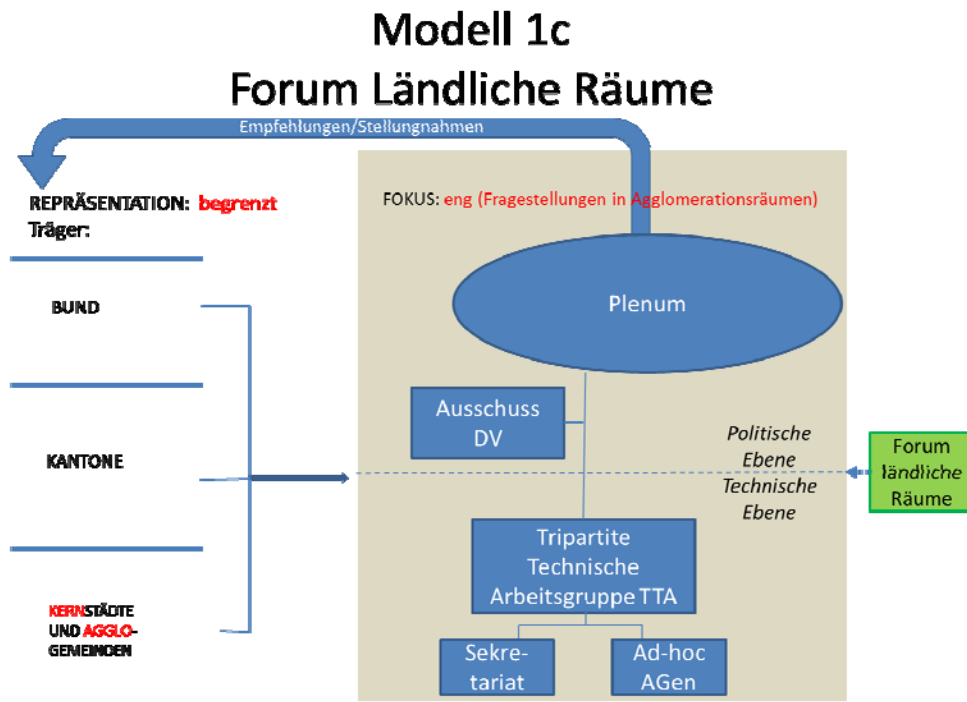 Modell 1c
Forum Ländliche Räume
Empfehlungen/Stellungnahmen
REPRÄSENTATION: begrenzt
Träger:
BUND
KANTONE
KERNSTÄDTE
UND AGGLO-
GEMEINDEN
FOKUS: eng (Fragestellungen in Agglomerationsräumen)
Plenum
Ausschuss
DV
Politische
Ebene
Technische
Ebene
Forum
ländliche
Räume
Tripartite
Technische
Arbeitsgruppe TTA
Sekre-
tariat
Ad-hoc
AGen